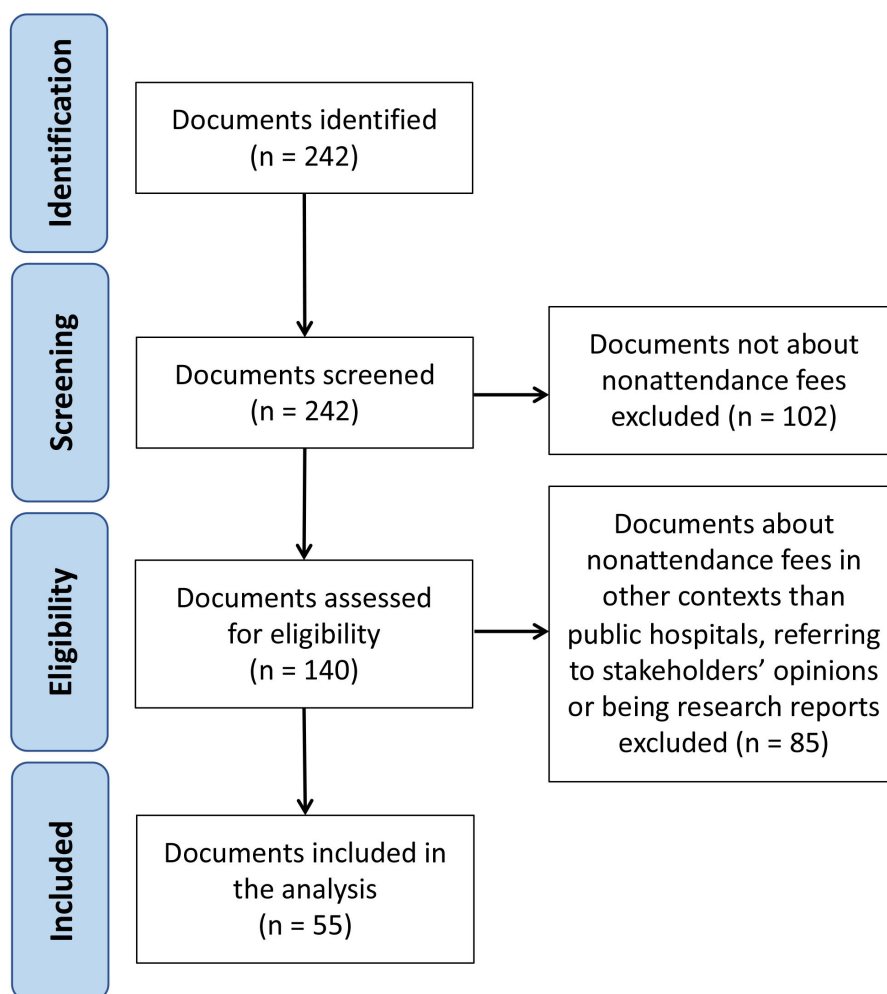 Identification
Documents identified
(n = 242)
Screening
Documents screened
(n = 242)
Documents not about
nonattendance fees
excluded (n = 102)
Eligibility
Documents assessed
for eligibility
(n = 140)
Documents about
nonattendance fees in
other contexts than
public hospitals, referring
to stakeholders’ opinions
or being research reports
excluded (n = 85)
Included
Documents included in
the analysis
(n = 55)